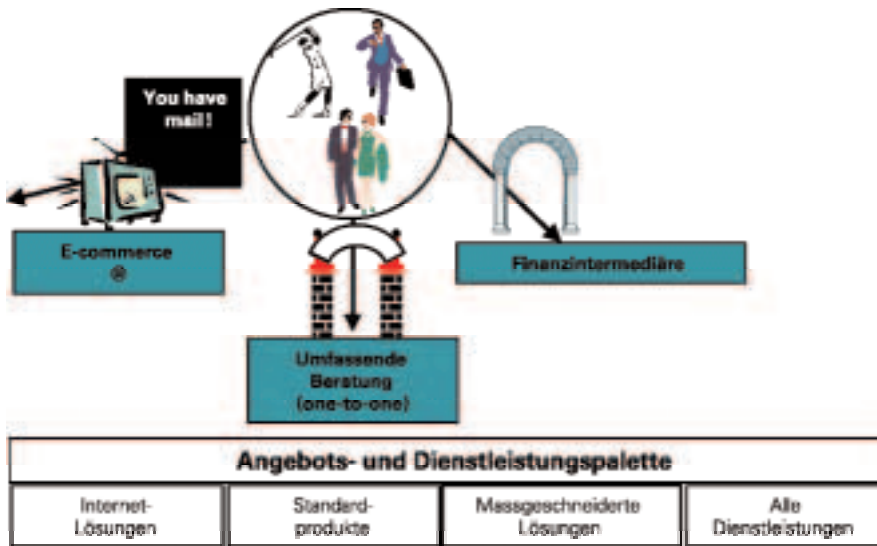 You have
mail!
E-commerce
@
Finanzintermediäre
Umfassende
Beratung
(one-to-one)
Angebots- und Dienstleistungspalette
Internet-
Lösungen
Standard-
produkte
Massgeschneiderte
Lösungen
Alle
Dienstleistungen